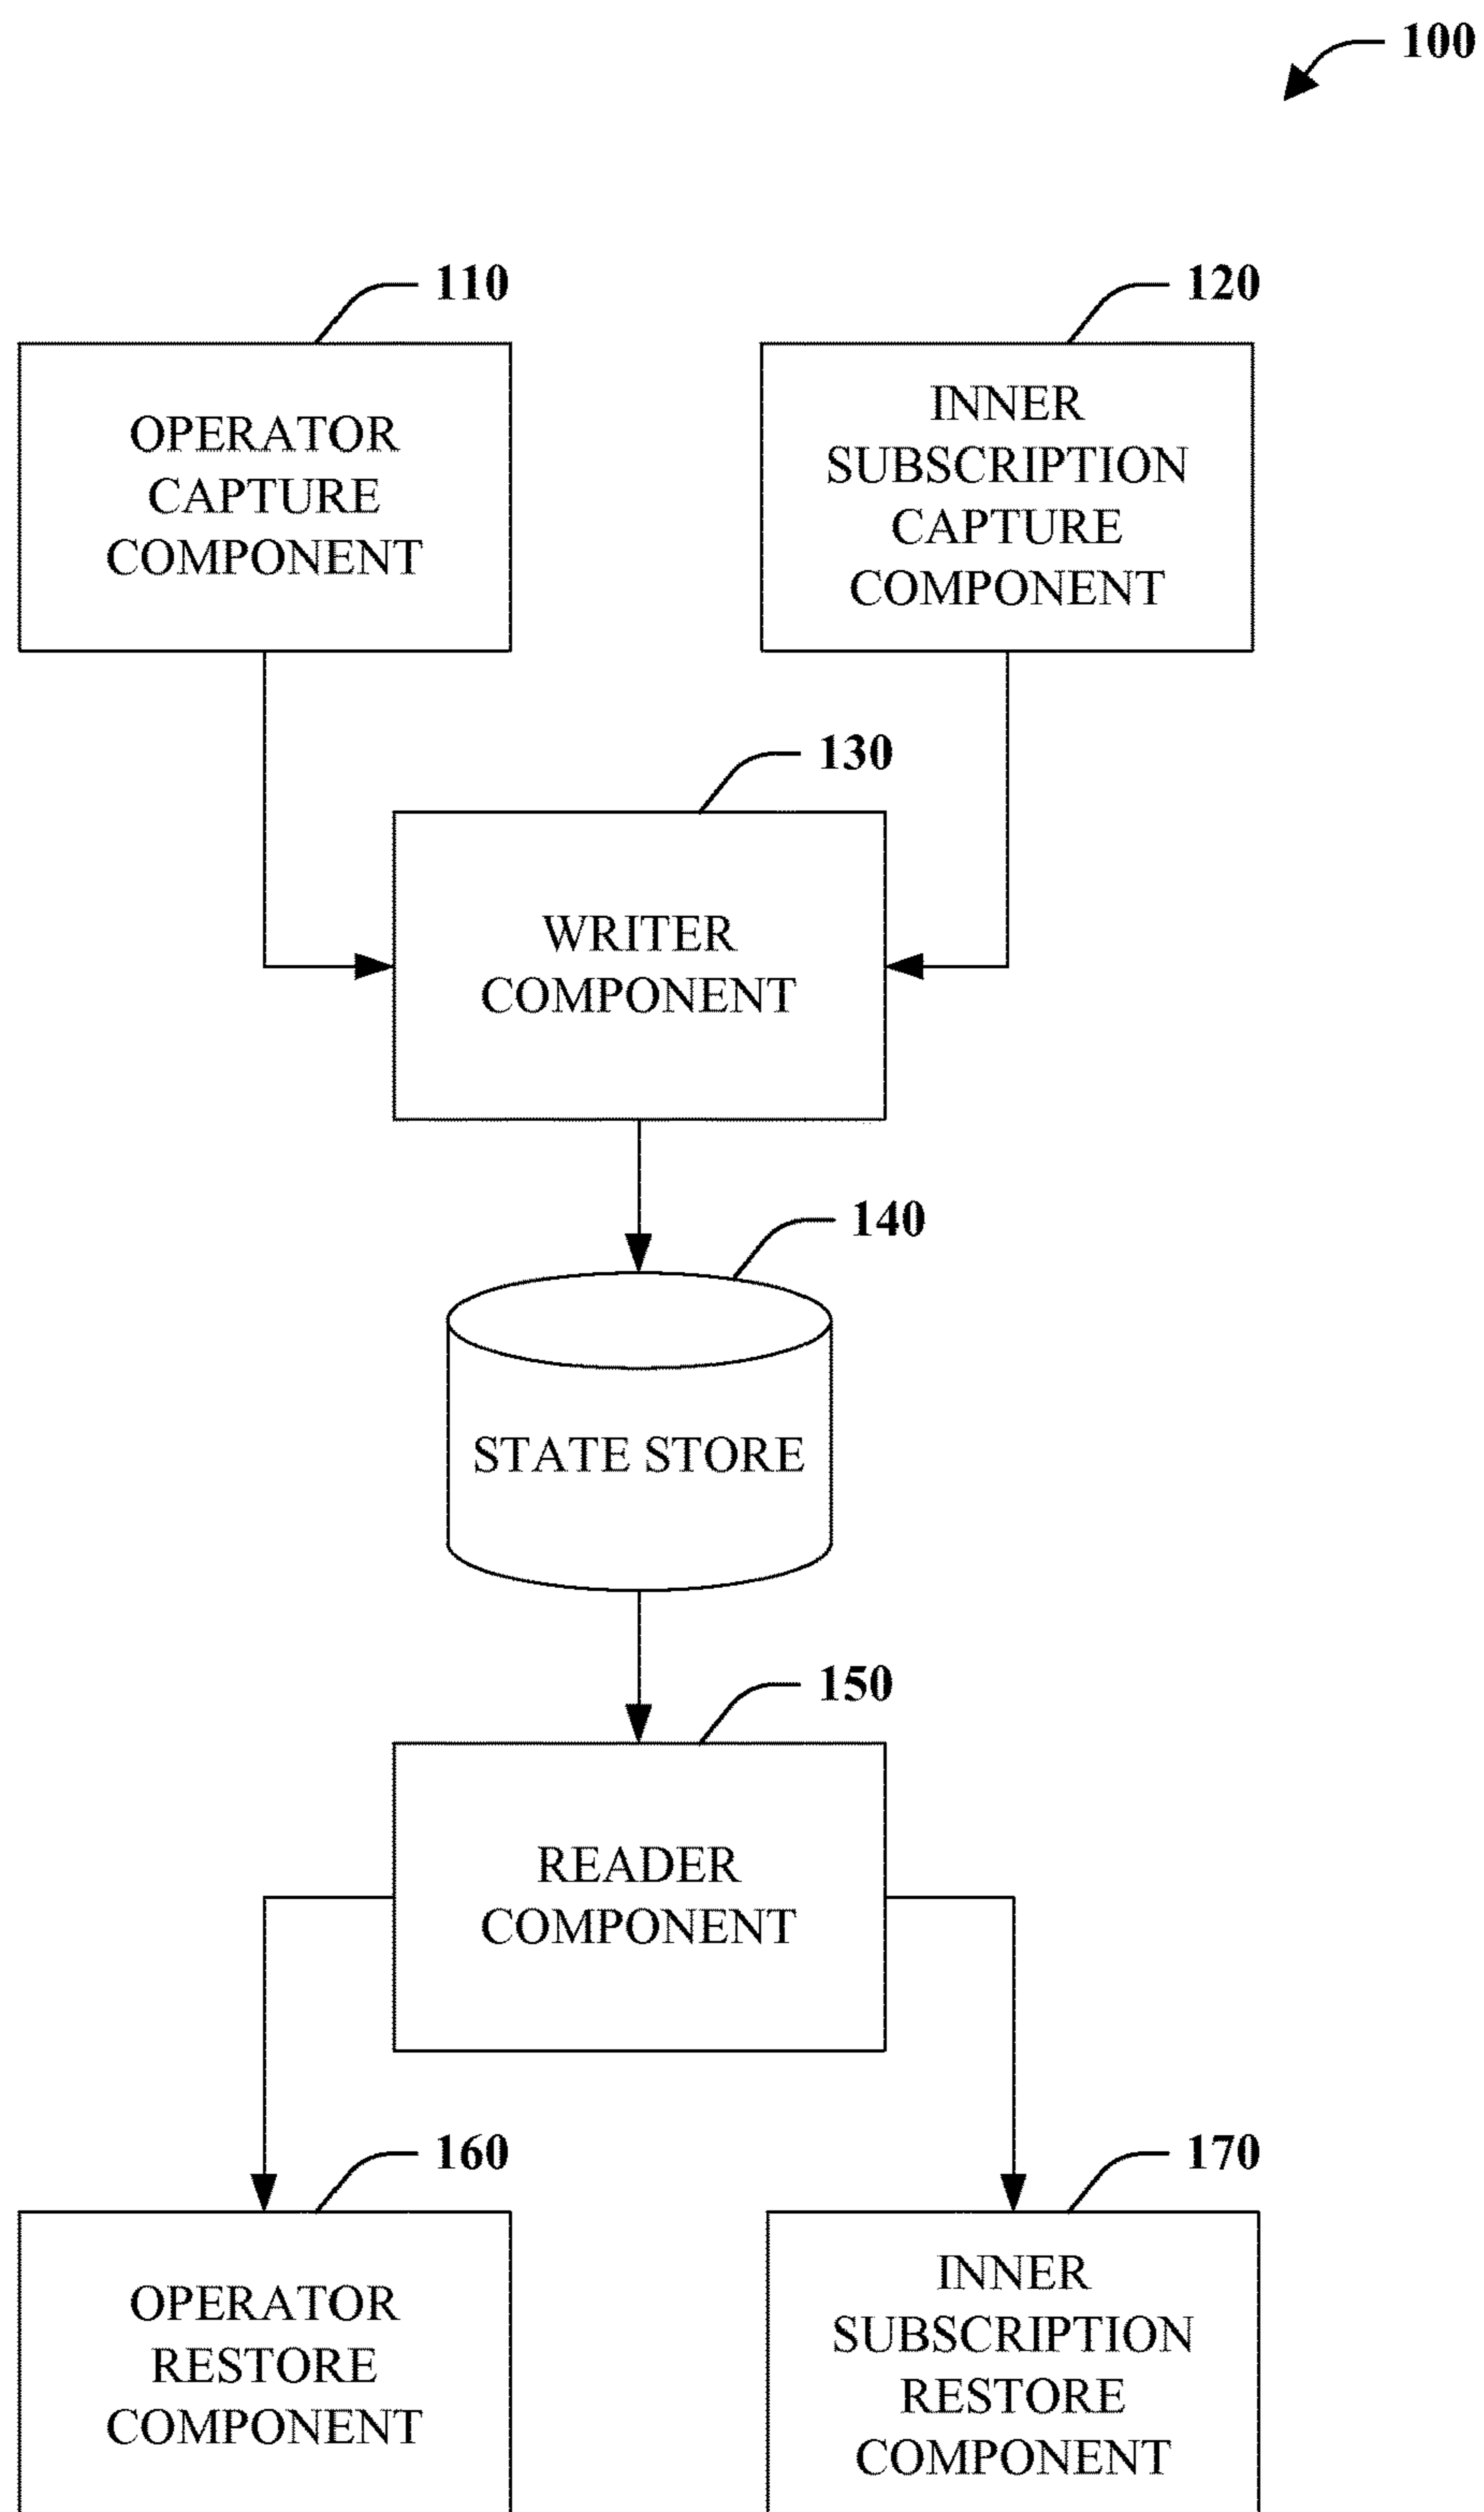 100
110
120
OPERATOR
CAPTURE
COMPONENT
INNER
SUBSCRIPTION
CAPTURE
COMPONENT
130
WRITER
COMPONENT
140
STATE STORE
150
READER
COMPONENT
160
170
OPERATOR
RESTORE
COMPONENT
INNER
SUBSCRIPTION
RESTORE
COMPONENT